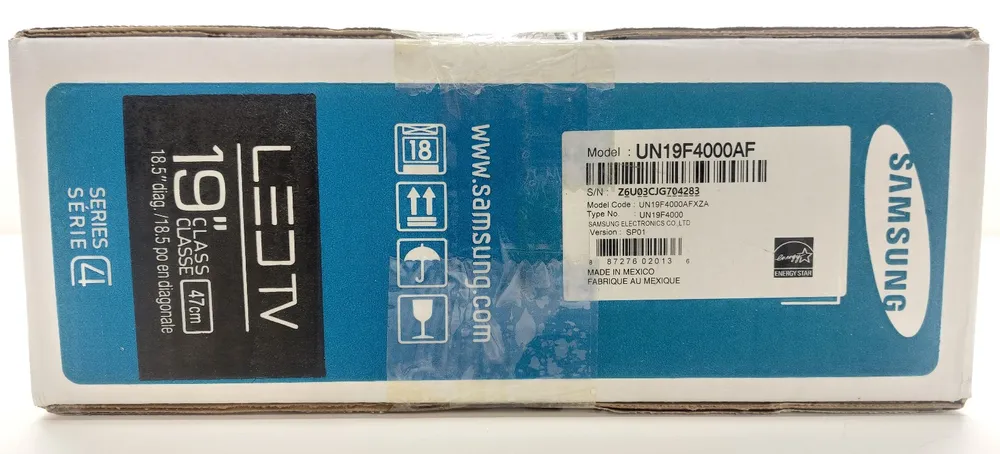 SERIES
SÉRIE 4
LED TV
19" CLASS
CLASSE 47cm
18.5" diag. / 18.5 po en diagonale
18
www.samsung.com
Model : UN19F4000AF
S/N : Z6U03CJG704283
Model Code : UN19F4000AFXZA
Type No. : UN19F4000
SAMSUNG ELECTRONICS CO.,LTD
Version : SP01
8 87276 02013 6
MADE IN MEXICO
FABRIQUE AU MEXIQUE
energy
ENERGY STAR
SAMSUNG